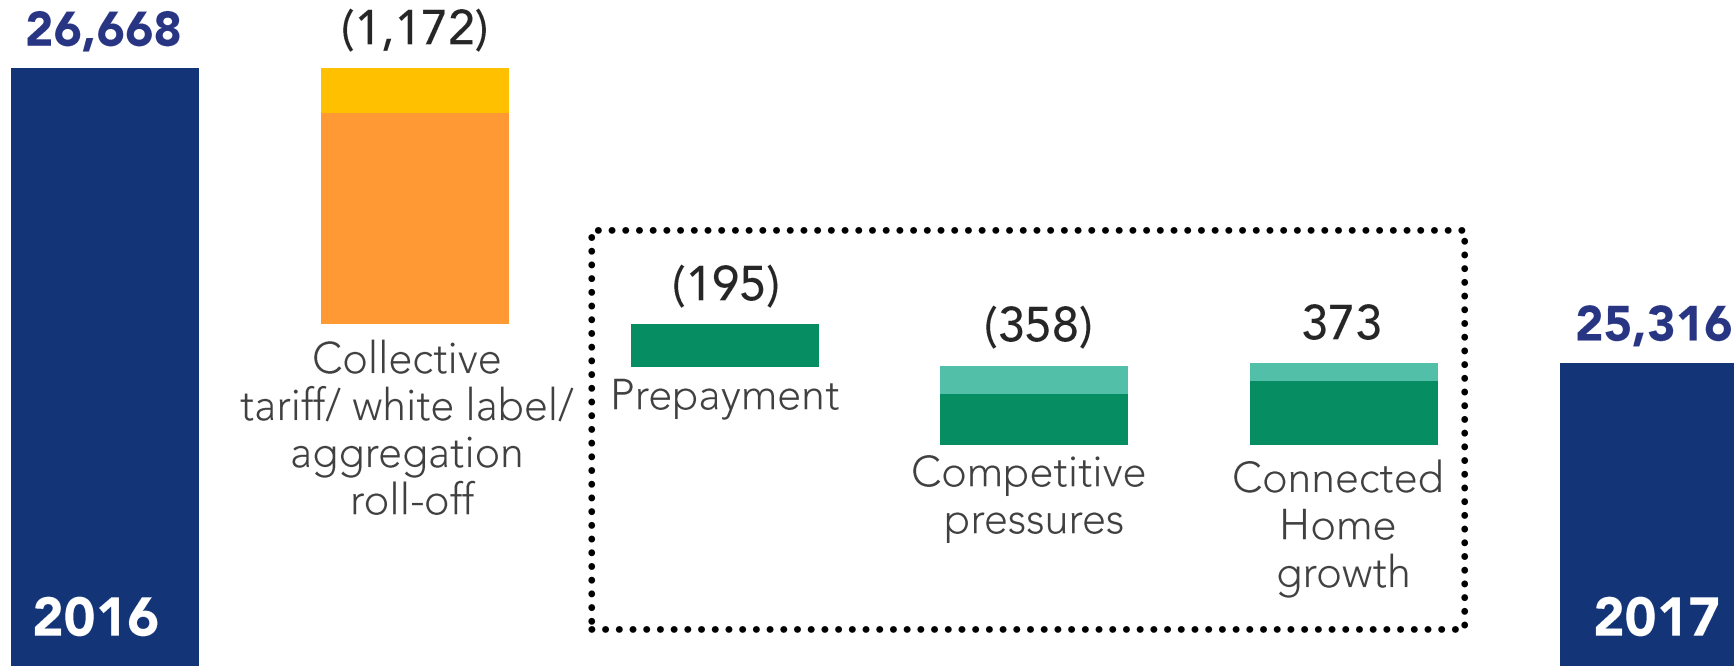 26,668
(1,172)
Collective
tariff/ white label/
aggregation
roll-off
(195)
Prepayment
(358)
Competitive
pressures
373
Connected
Home
growth
25,316
2016
2017